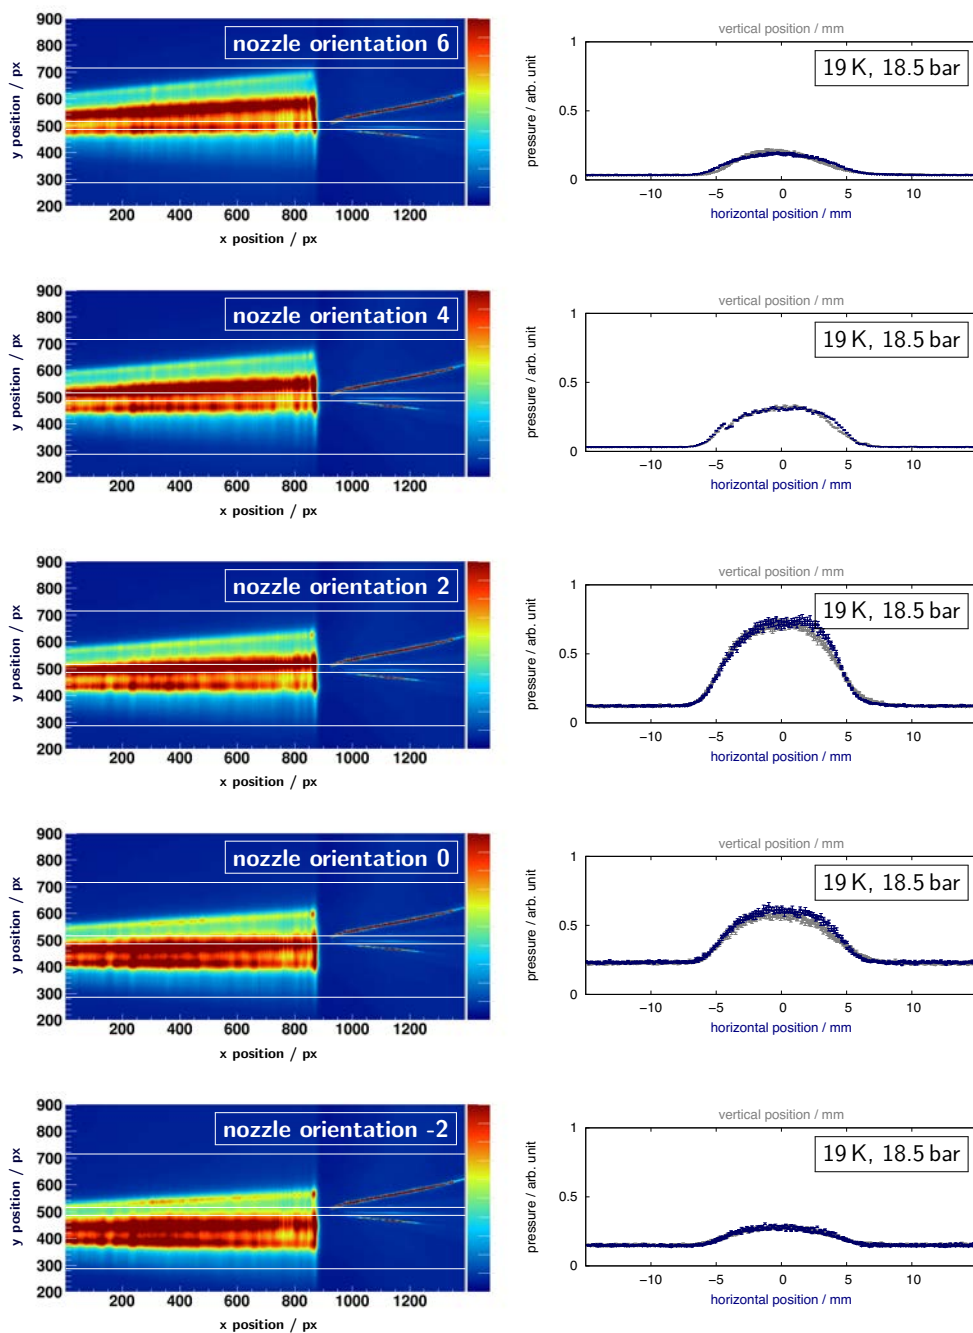 900
800
700
600
500
400
300
200
y position / px
nozzle orientation 6
200 400 600 800 1000 1200
x position / px
vertical position / mm
1
0.5
0
pressure / arb. unit
19 K, 18.5 bar
−10 −5 0 5 10
horizontal position / mm
900
800
700
600
500
400
300
200
y position / px
nozzle orientation 4
200 400 600 800 1000 1200
x position / px
vertical position / mm
1
0.5
0
pressure / arb. unit
19 K, 18.5 bar
−10 −5 0 5 10
horizontal position / mm
900
800
700
600
500
400
300
200
y position / px
nozzle orientation 2
200 400 600 800 1000 1200
x position / px
vertical position / mm
1
0.5
0
pressure / arb. unit
19 K, 18.5 bar
−10 −5 0 5 10
horizontal position / mm
900
800
700
600
500
400
300
200
y position / px
nozzle orientation 0
200 400 600 800 1000 1200
x position / px
vertical position / mm
1
0.5
0
pressure / arb. unit
19 K, 18.5 bar
−10 −5 0 5 10
horizontal position / mm
900
800
700
600
500
400
300
200
y position / px
nozzle orientation -2
200 400 600 800 1000 1200
x position / px
vertical position / mm
1
0.5
0
pressure / arb. unit
19 K, 18.5 bar
−10 −5 0 5 10
horizontal position / mm